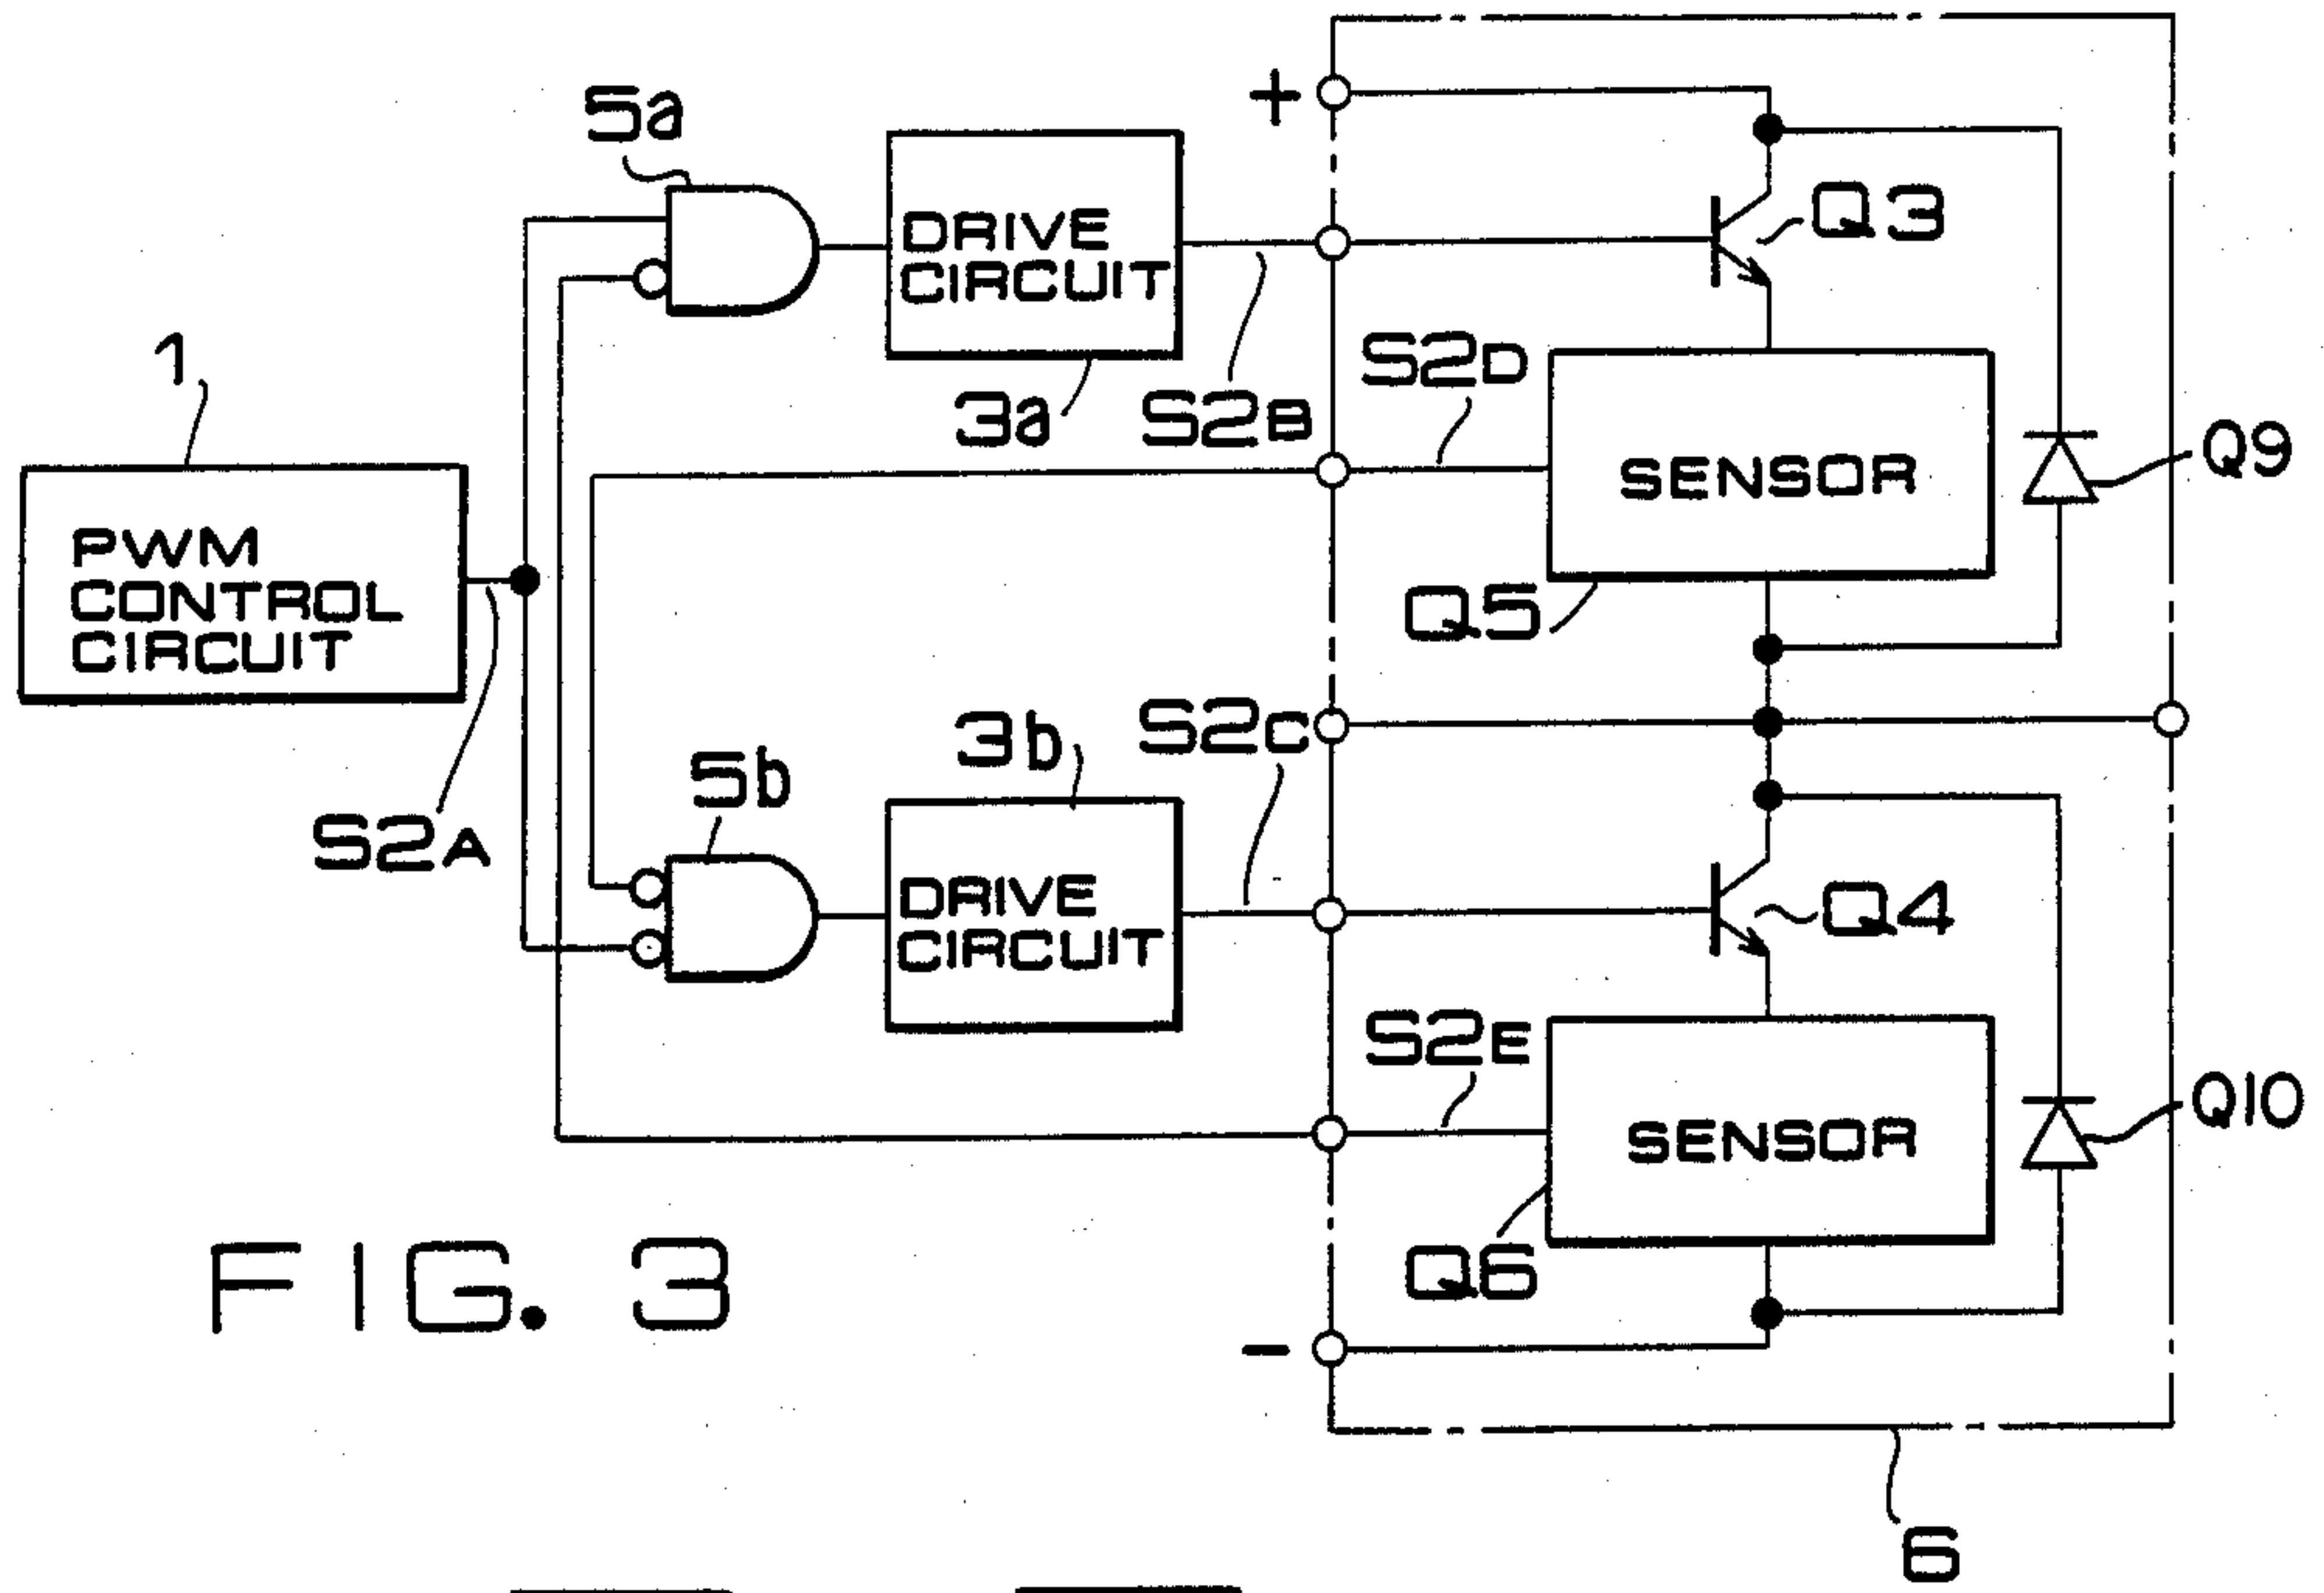 5a
+
DRIVE
CIRCUIT
Q3
1
3a
S2B
S2D
SENSOR
Q9
PWM
CONTROL
CIRCUIT
Q5
S2A
5b
3b
S2C
DRIVE
CIRCUIT
Q4
S2E
SENSOR
Q10
Q6
FIG. 3
-
6